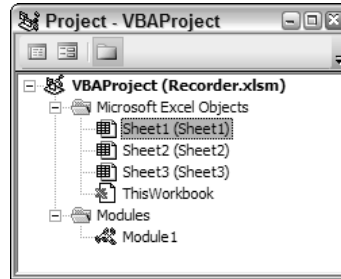 Project - VBAProject
VBAProject (Recorder.xlsm)
Microsoft Excel Objects
Sheet1 (Sheet1)
Sheet2 (Sheet2)
Sheet3 (Sheet3)
ThisWorkbook
Modules
Module1